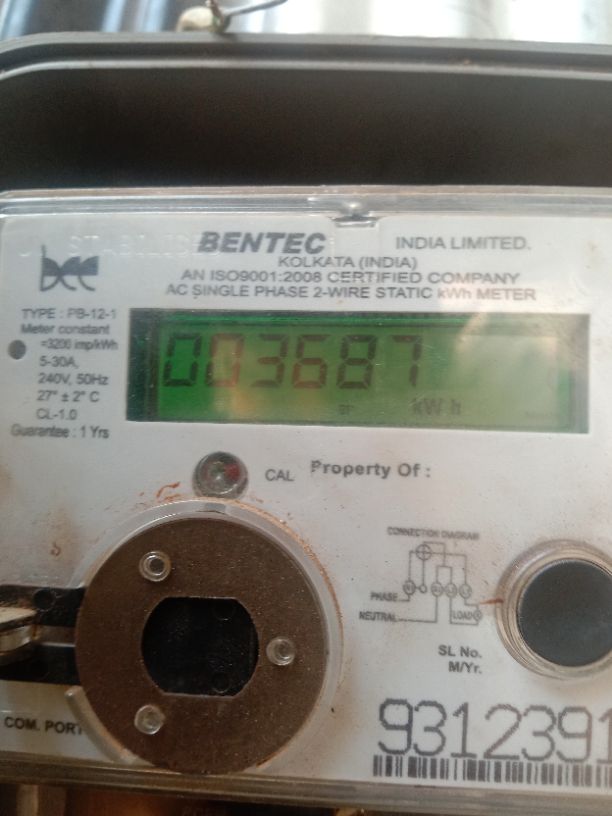 BENTEC INDIA LIMITED.
KOLKATA (INDIA)
AN ISO9001:2008 CERTIFIED COMPANY
AC SINGLE PHASE 2-WIRE STATIC kWh METER
TYPE : PB-12-1
Meter constant
=3200 imp/kWh
5-30A,
240V, 50Hz
27° ± 2° C
CL-1.0
Guarantee : 1 Yrs
003687
kW h
CAL
Property Of :
CONNECTION DIAGRAM
PHASE
NEUTRAL
LOAD
SL No.
M/Yr.
COM. PORT
9312391